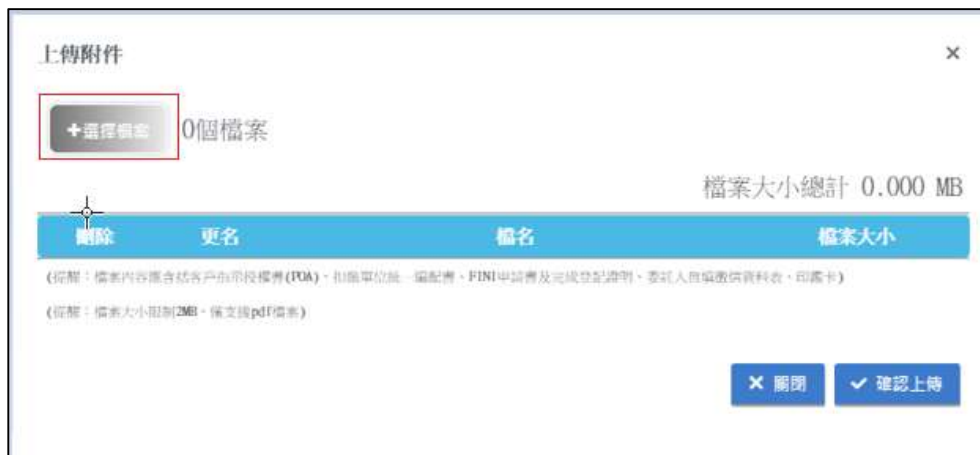 上傳附件 ×
+選擇檔案 0個檔案
檔案大小總計 0.000 MB
刪除 更名 檔名 檔案大小
(提醒：檔案內容應含括客戶指示授權書(POA)、扣繳單位統一編配書、FINI申請書及完成登記證明、委託人自填徵信資料表、印鑑卡)
(提醒：檔案大小限制2MB、僅支援pdf檔案)
× 關閉 ✓ 確認上傳